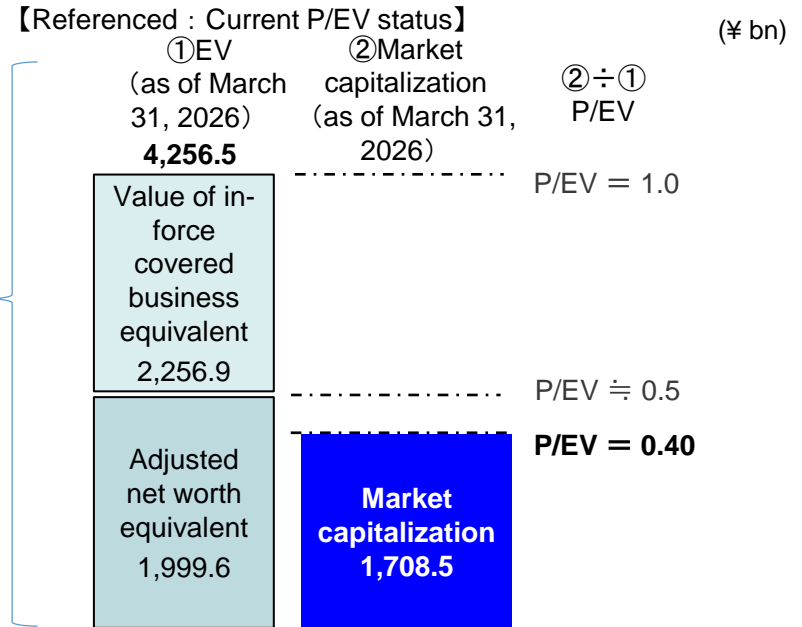 【Referenced：Current P/EV status】
(¥ bn)
①EV
（as of March
31, 2026）
4,256.5
②Market
capitalization
（as of March 31,
2026）
②÷①
P/EV
Value of in-
force
covered
business
equivalent
2,256.9
P/EV ＝ 1.0
P/EV ≒ 0.5
P/EV ＝ 0.40
Adjusted
net worth
equivalent
1,999.6
Market
capitalization
1,708.5